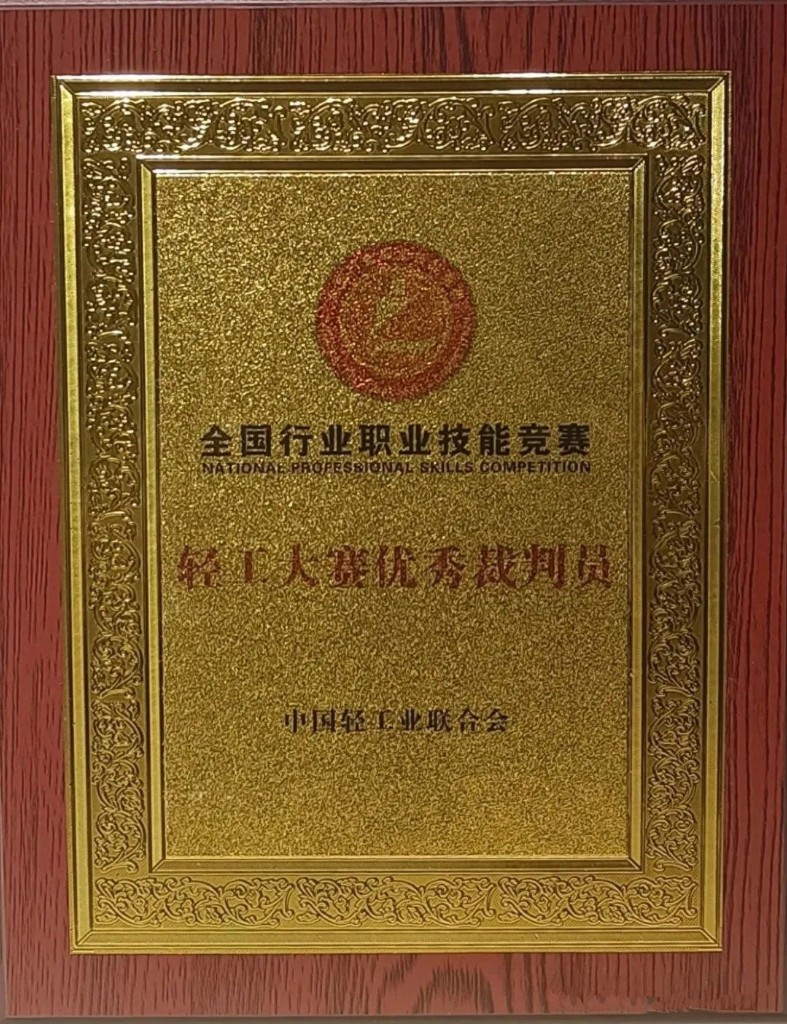 全国行业职业技能竞赛
NATIONAL PROFESSIONAL SKILLS COMPETITION
轻工大赛优秀裁判员
中国轻工业联合会